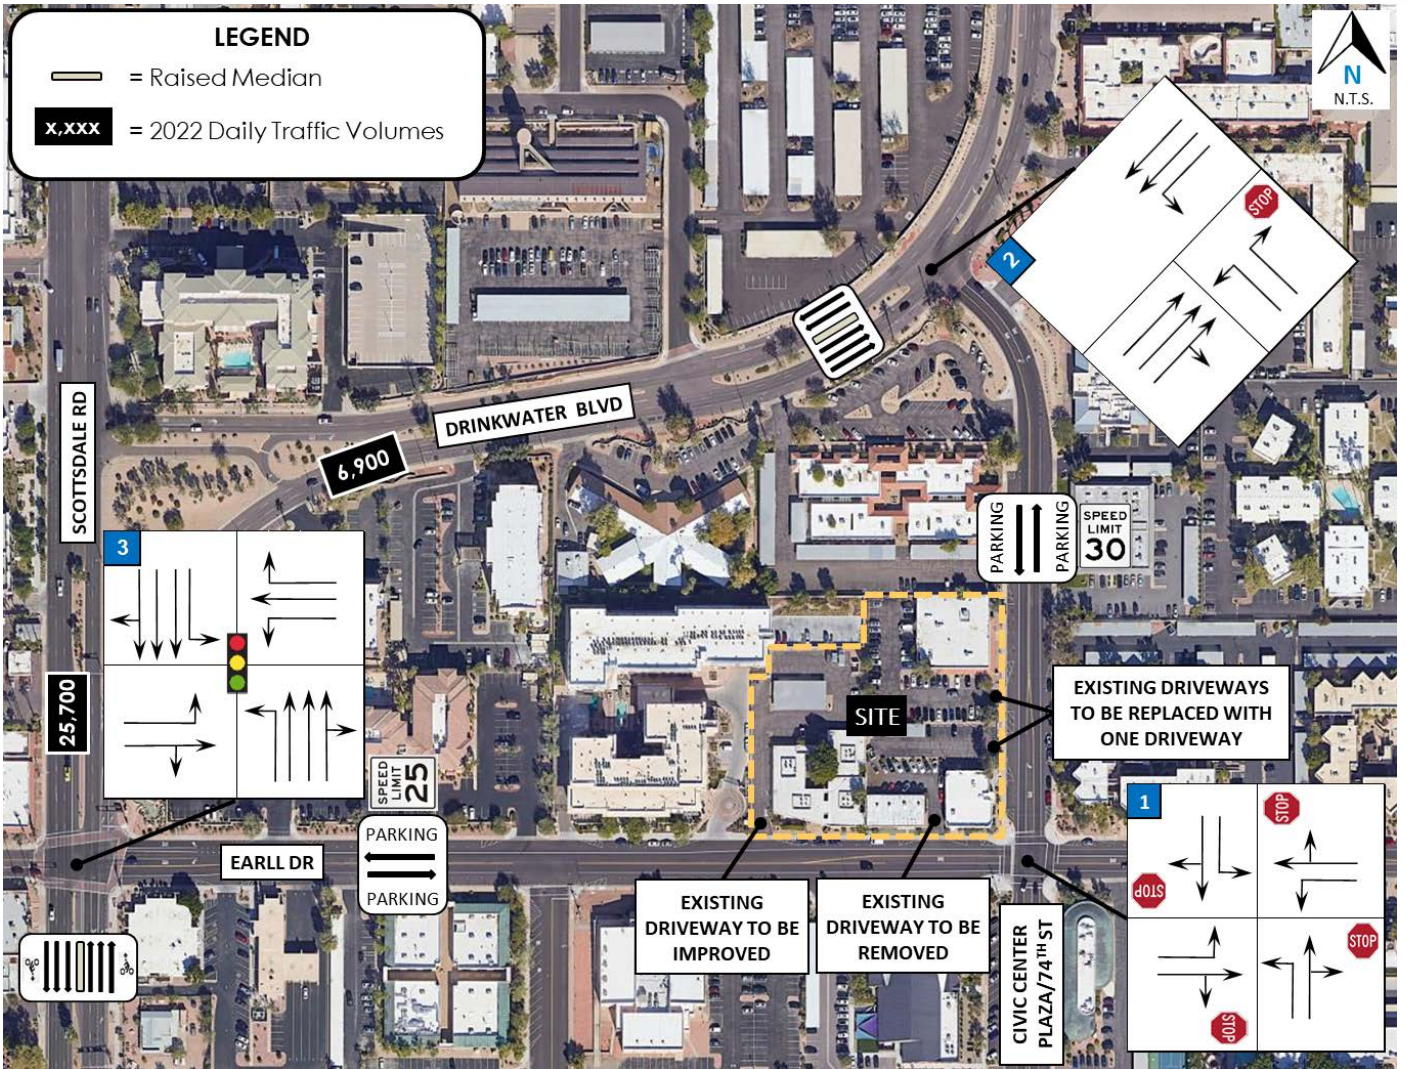 LEGEND
= Raised Median
x,xxx = 2022 Daily Traffic Volumes
N
N.T.S.
STOP
2
SCOTTSDALE RD
DRINKWATER BLVD
6,900
PARKING
PARKING
SPEED
LIMIT
30
3
25,700
SPEED
LIMIT
25
PARKING
PARKING
EARLL DR
SITE
EXISTING DRIVEWAYS
TO BE REPLACED WITH
ONE DRIVEWAY
EXISTING
DRIVEWAY TO BE
IMPROVED
EXISTING
DRIVEWAY TO BE
REMOVED
CIVIC CENTER
PLAZA/74TH ST
1
STOP
STOP
STOP
STOP